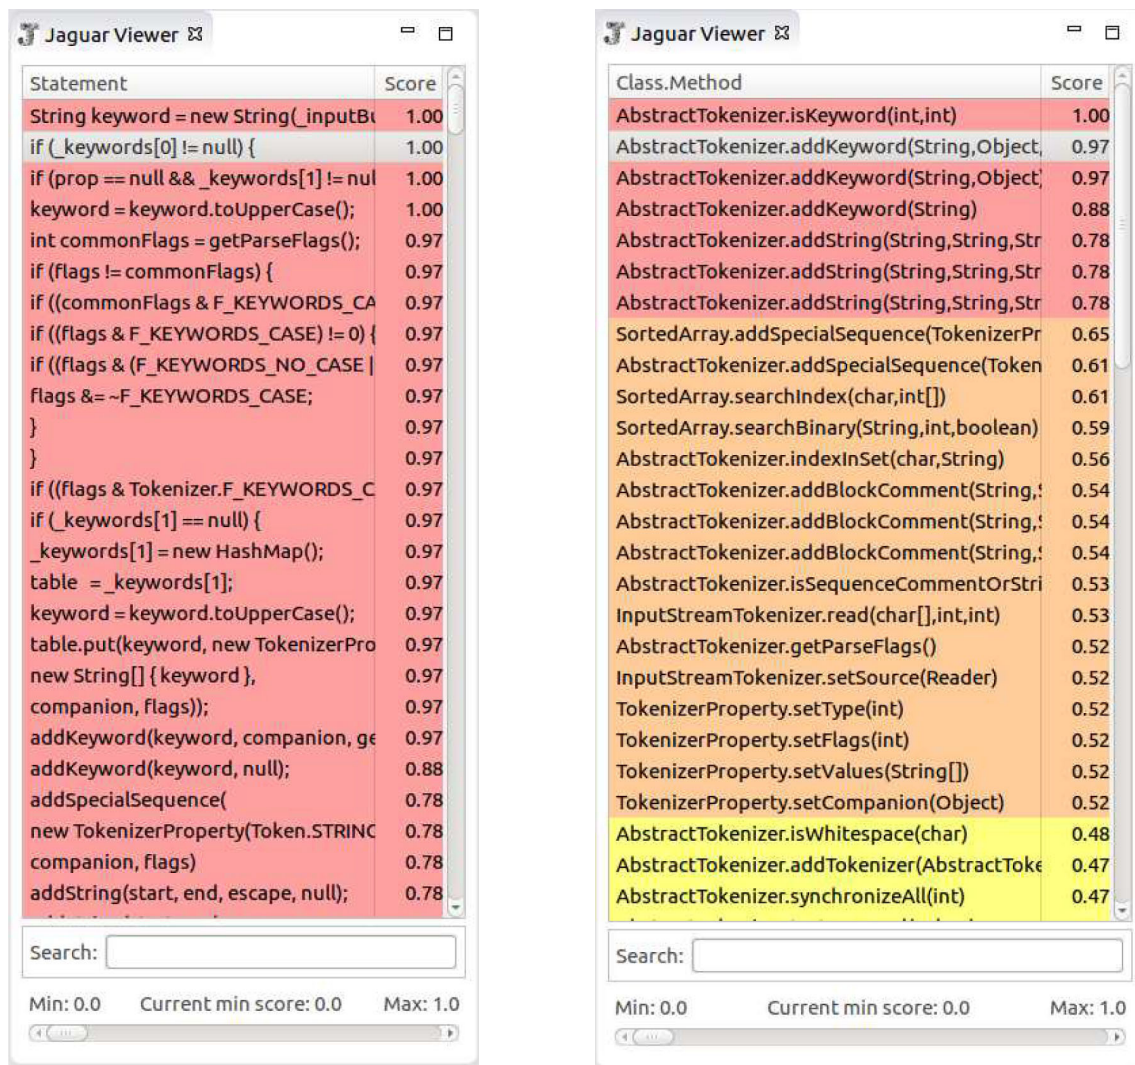 Jaguar Viewer
Statement Score
String keyword = new String(_inputBu 1.00
if (_keywords[0] != null) { 1.00
if (prop == null && _keywords[1] != nul 1.00
keyword = keyword.toUpperCase(); 1.00
int commonFlags = getParseFlags(); 0.97
if (flags != commonFlags) { 0.97
if ((commonFlags & F_KEYWORDS_CA 0.97
if ((flags & F_KEYWORDS_CASE) != 0) { 0.97
if ((flags & (F_KEYWORDS_NO_CASE | 0.97
flags &= ~F_KEYWORDS_CASE; 0.97
} 0.97
} 0.97
if ((flags & Tokenizer.F_KEYWORDS_C 0.97
if (_keywords[1] == null) { 0.97
_keywords[1] = new HashMap(); 0.97
table = _keywords[1]; 0.97
keyword = keyword.toUpperCase(); 0.97
table.put(keyword, new TokenizerPro 0.97
new String[] { keyword }, 0.97
companion, flags)); 0.97
addKeyword(keyword, companion, ge 0.97
addKeyword(keyword, null); 0.88
addSpecialSequence( 0.78
new TokenizerProperty(Token.STRING 0.78
companion, flags) 0.78
addString(start, end, escape, null); 0.78
Search:
Min: 0.0 Current min score: 0.0 Max: 1.0
Jaguar Viewer
Class.Method Score
AbstractTokenizer.isKeyword(int,int) 1.00
AbstractTokenizer.addKeyword(String,Object, 0.97
AbstractTokenizer.addKeyword(String,Object) 0.97
AbstractTokenizer.addKeyword(String) 0.88
AbstractTokenizer.addString(String,String,Str 0.78
AbstractTokenizer.addString(String,String,Str 0.78
AbstractTokenizer.addString(String,String,Str 0.78
SortedArray.addSpecialSequence(TokenizerPr 0.65
AbstractTokenizer.addSpecialSequence(Token 0.61
SortedArray.searchIndex(char,int[]) 0.61
SortedArray.searchBinary(String,int,boolean) 0.59
AbstractTokenizer.indexInSet(char,String) 0.56
AbstractTokenizer.addBlockComment(String,S 0.54
AbstractTokenizer.addBlockComment(String,S 0.54
AbstractTokenizer.addBlockComment(String,S 0.54
AbstractTokenizer.isSequenceCommentOrStri 0.53
InputStreamTokenizer.read(char[],int,int) 0.53
AbstractTokenizer.getParseFlags() 0.52
InputStreamTokenizer.setSource(Reader) 0.52
TokenizerProperty.setType(int) 0.52
TokenizerProperty.setFlags(int) 0.52
TokenizerProperty.setValues(String[]) 0.52
TokenizerProperty.setCompanion(Object) 0.52
AbstractTokenizer.isWhitespace(char) 0.48
AbstractTokenizer.addTokenizer(AbstractToke 0.47
AbstractTokenizer.synchronizeAll(int) 0.47
Search:
Min: 0.0 Current min score: 0.0 Max: 1.0